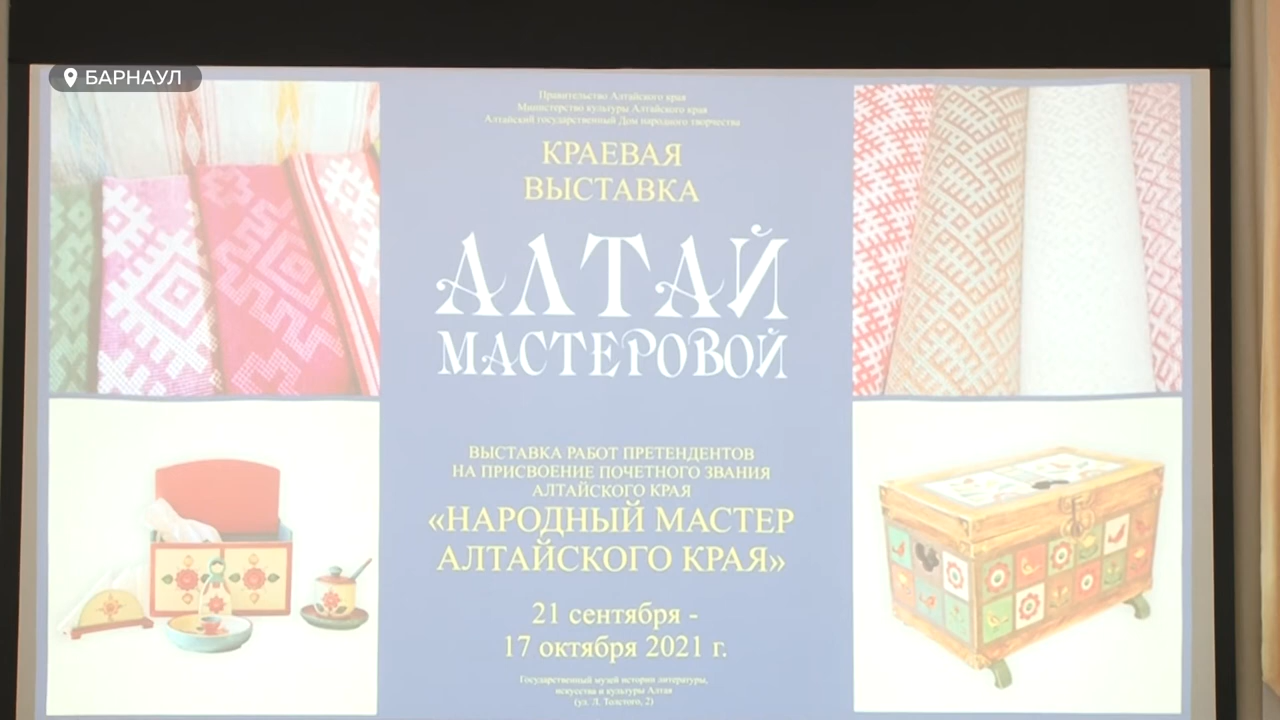 БАРНАУЛ
Правительство Алтайского края
Министерство культуры Алтайского края
Алтайский государственный Дом народного творчества
КРАЕВАЯ
ВЫСТАВКА
АЛТАЙ
МАСТЕРОВОЙ
ВЫСТАВКА РАБОТ ПРЕТЕНДЕНТОВ
НА ПРИСВОЕНИЕ ПОЧЕТНОГО ЗВАНИЯ
АЛТАЙСКОГО КРАЯ
«НАРОДНЫЙ МАСТЕР
АЛТАЙСКОГО КРАЯ»
21 сентября -
17 октября 2021 г.
Государственный музей истории литературы,
искусства и культуры Алтая
(ул. Л. Толстого, 2)